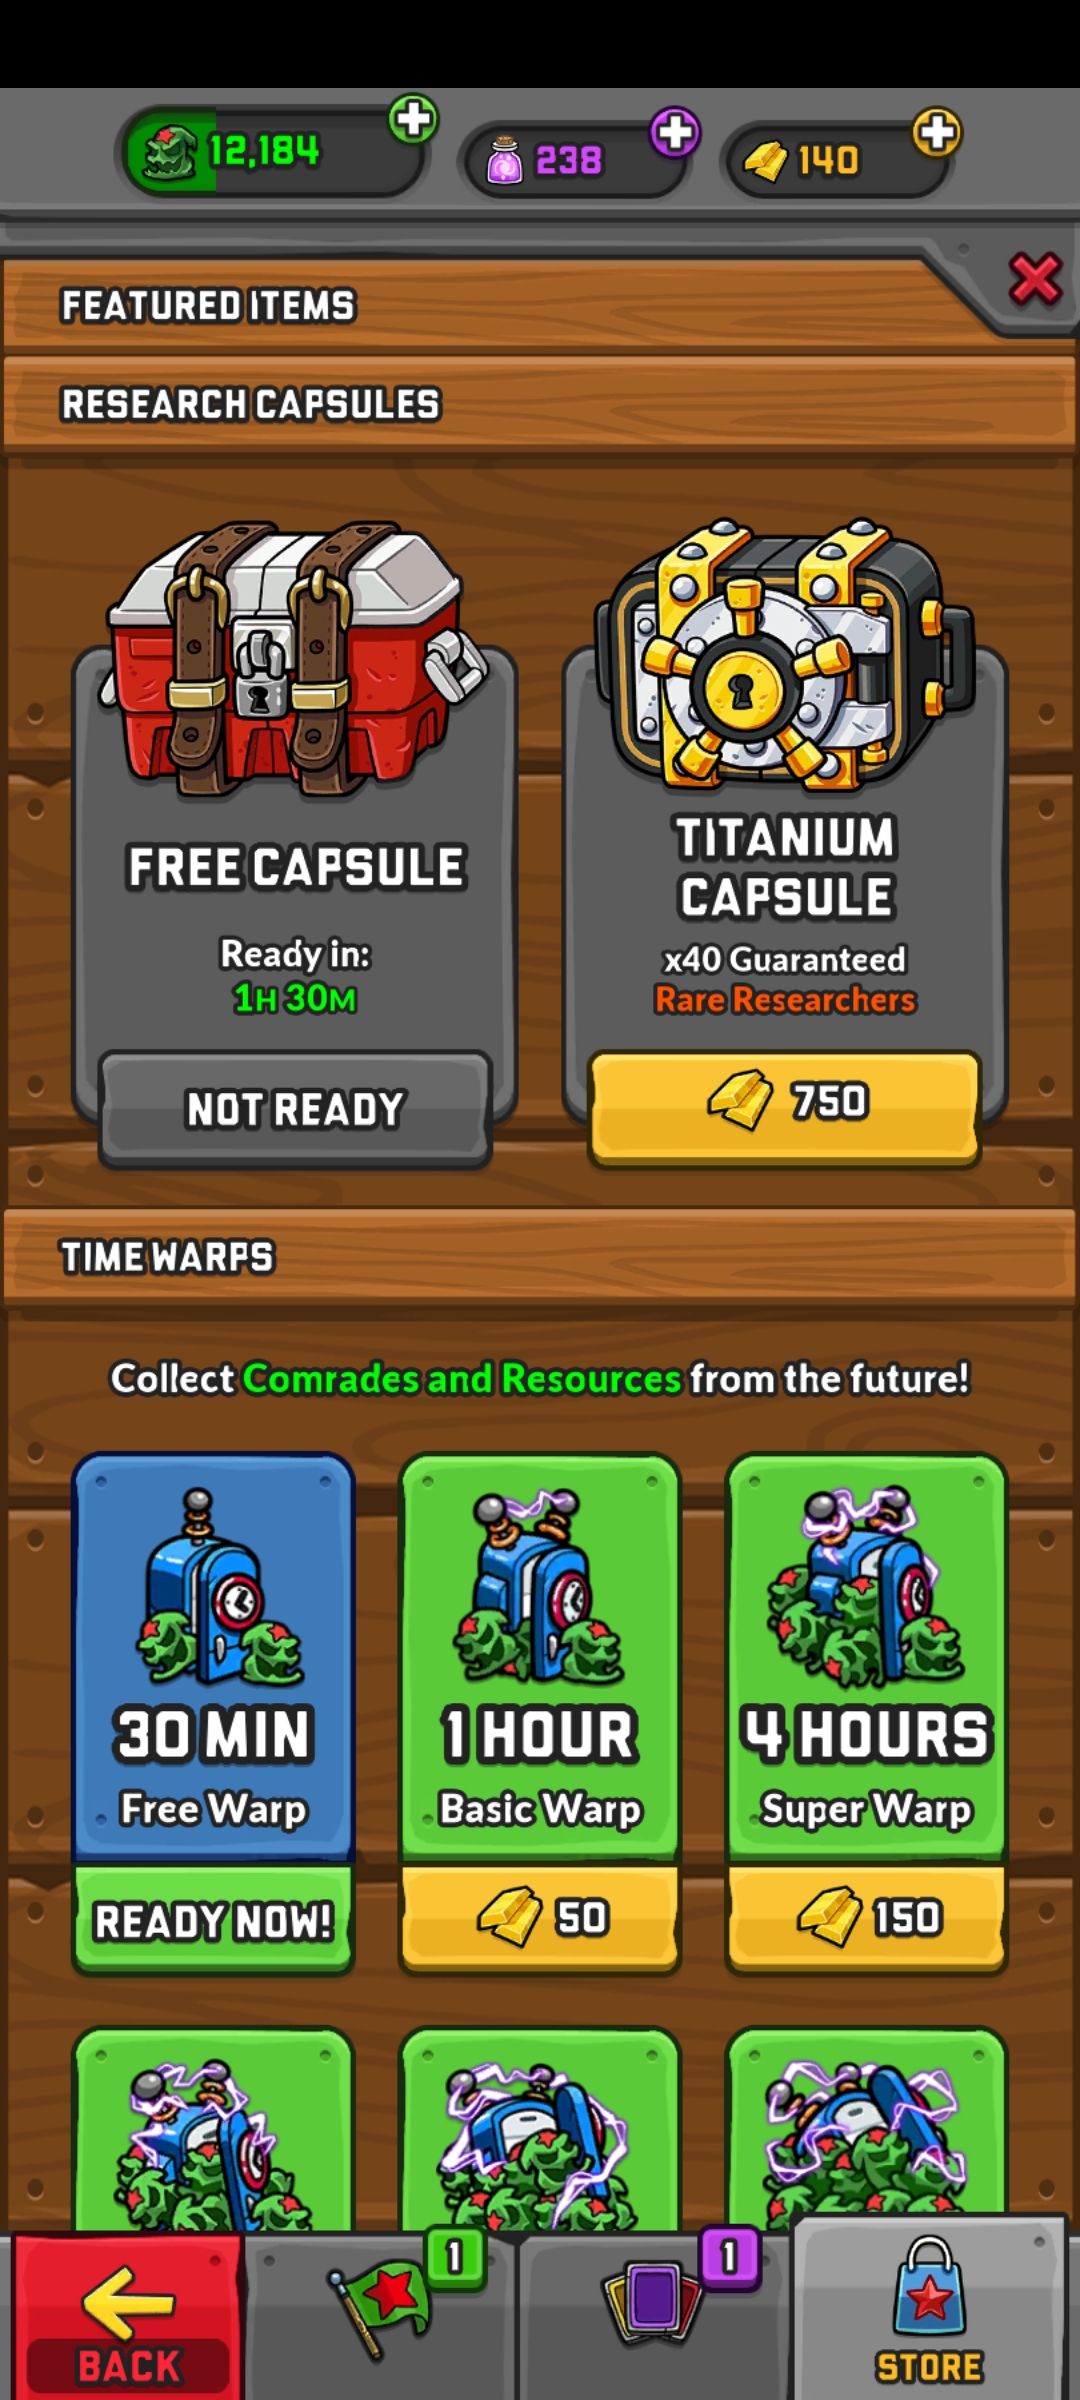 12,184
238
140
FEATURED ITEMS
RESEARCH CAPSULES
FREE CAPSULE
Ready in:
1H 30M
NOT READY
TITANIUM
CAPSULE
x40 Guaranteed
Rare Researchers
750
TIME WARPS
Collect Comrades and Resources from the future!
30 MIN
Free Warp
READY NOW!
1 HOUR
Basic Warp
50
4 HOURS
Super Warp
150
BACK
1
1
STORE